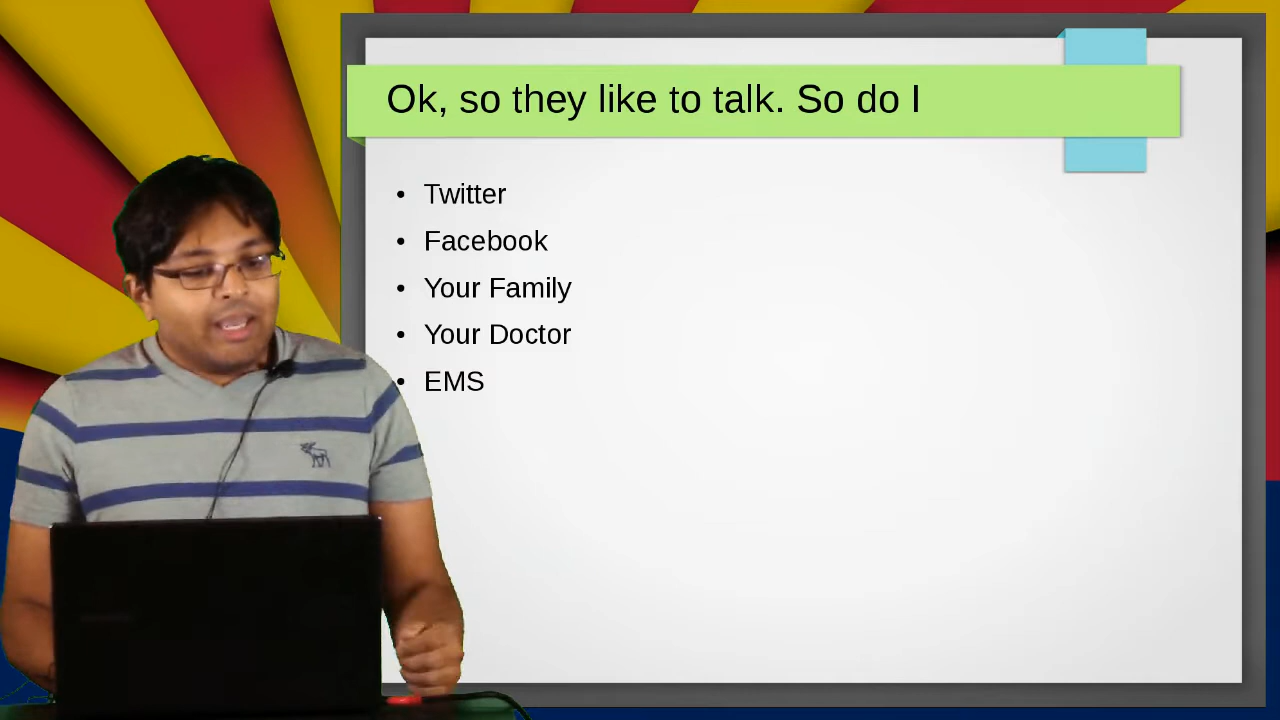 Ok, so they like to talk. So do I
• Twitter
• Facebook
• Your Family
• Your Doctor
• EMS